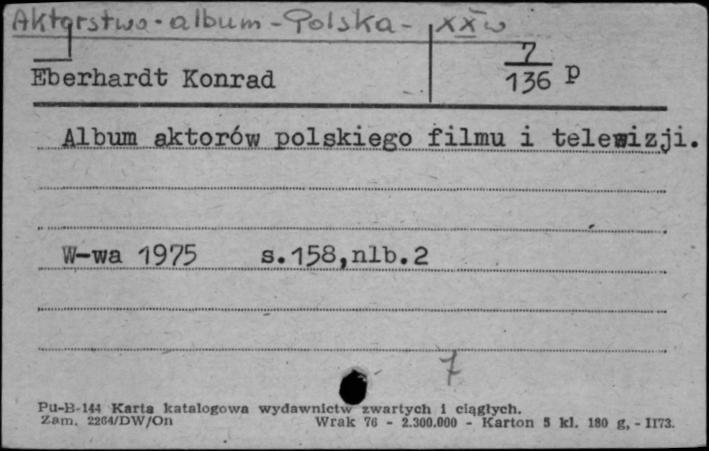 Aktorstwo - album - Polska - XX w
7
Eberhardt Konrad 136 p
Album aktorów polskiego filmu i telewizji.
W-wa 1975 s.158,nlb.2
7
Pu-B-144 Karta katalogowa wydawnictw zwartych i ciągłych.
Zam. 2264/DW/On Wrak 76 - 2.300.000 - Karton 5 kl. 180 g, - II73.